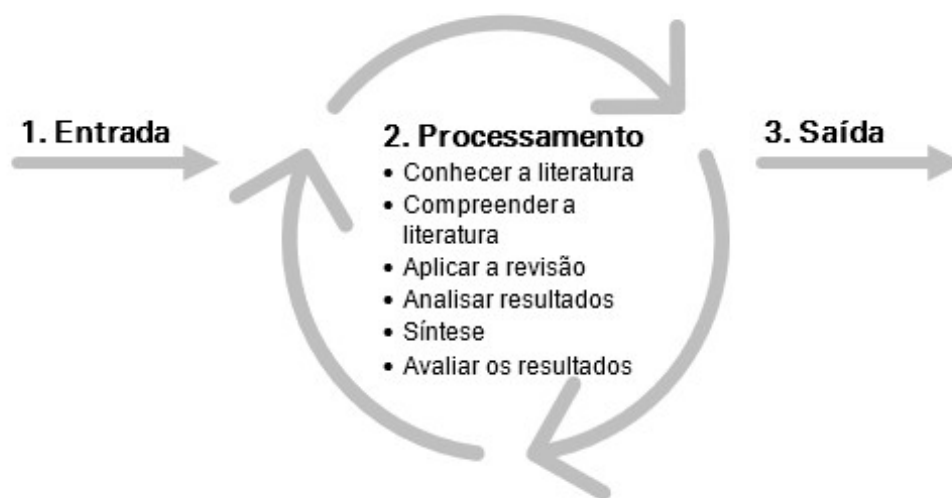 1. Entrada
2. Processamento
• Conhecer a literatura
• Compreender a
literatura
• Aplicar a revisão
• Analisar resultados
• Síntese
• Avaliar os resultados
3. Saída